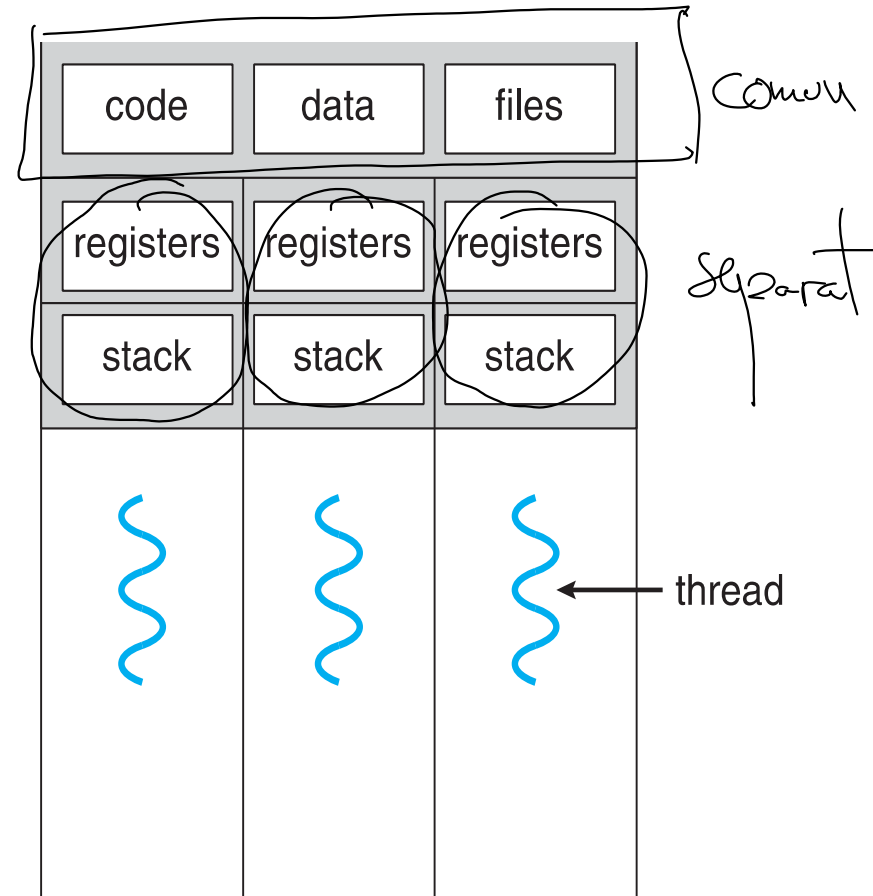 code data files
comun
registers registers registers
separat
stack stack stack
thread